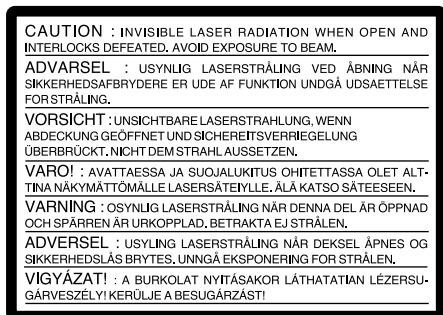 CAUTION : INVISIBLE LASER RADIATION WHEN OPEN AND
INTERLOCKS DEFEATED. AVOID EXPOSURE TO BEAM.
ADVARSEL : USYNLIG LASERSTRÅLING VED ÅBNING NÅR
SIKKERHEDSAFBRYDERE ER UDE AF FUNKTION UNDGÅ UDSAETTELSE
FOR STRÅLING.
VORSICHT : UNSICHTBARE LASERSTRAHLUNG, WENN
ABDECKUNG GEÖFFNET UND SICHEREITSVERRIEGELUNG
ÜBERBRÜCKT. NICHT DEM STRAHL AUSSETZEN.
VARO! : AVATTAESSA JA SUOJALUKITUS OHITETTASSA OLET ALT-
TINA NÄKYMÄTTÖMÄLLE LASERSÄTEIYLLE. ÄLÄ KATSO SÄTEESEEN.
VARNING : OSYNLIG LASERSTRÅLNING NÄR DENNA DEL ÄR ÖPPNAD
OCH SPÄRREN ÄR URKOPPLAD. BETRAKTA EJ STRÅLEN.
ADVERSEL : USYLING LASERSTRÅLING NÅR DEKSEL ÅPNES OG
SIKKERHEDSLÅS BRYTES. UNNGÅ EKSPONERING FOR STRÅLEN.
VIGYÁZAT! : A BURKOLAT NYITÁSAKOR LÁTHATATIAN LÉZERSU-
GÁRVESZÉLY! KERÜLJE A BESUGÁRZÁST!